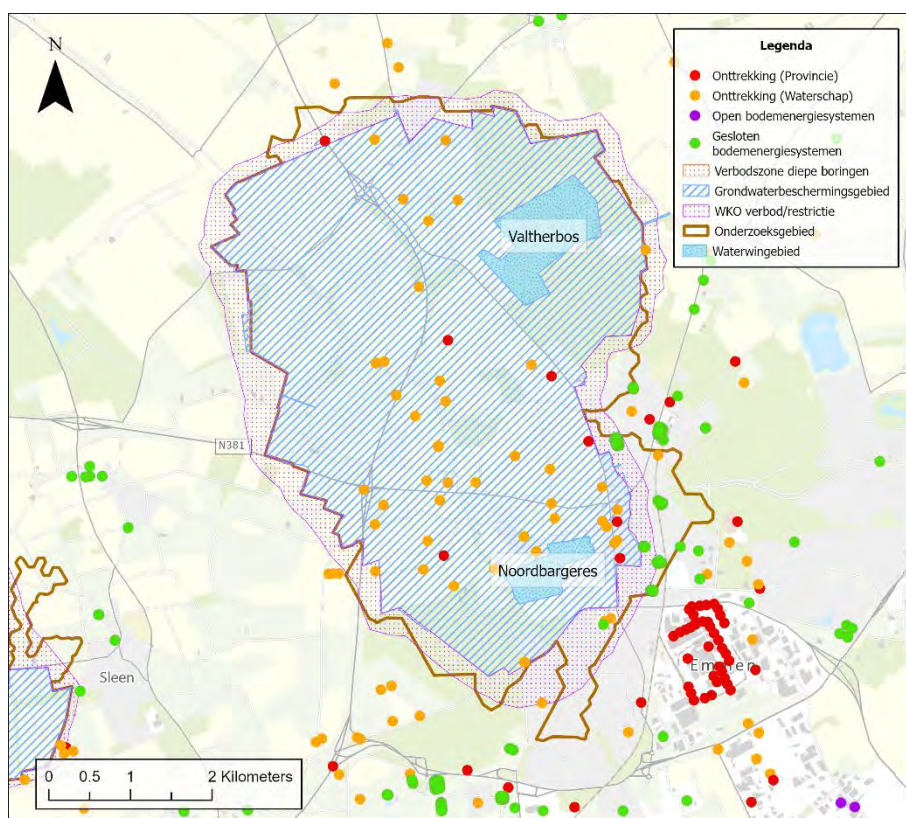 N
Legenda
Onttrekking (Provincie)
Onttrekking (Waterschap)
Open bodemenergiesystemen
Gesloten
bodemenergiesystemen
Verbodszone diepe boringen
Grondwaterbeschermingsgebied
WKO verbod/restrictie
Onderzoeksgebied
Waterwingebied
Valtherbos
N381
Noordbargeres
Sleen
0 0.5 1 2 Kilometers